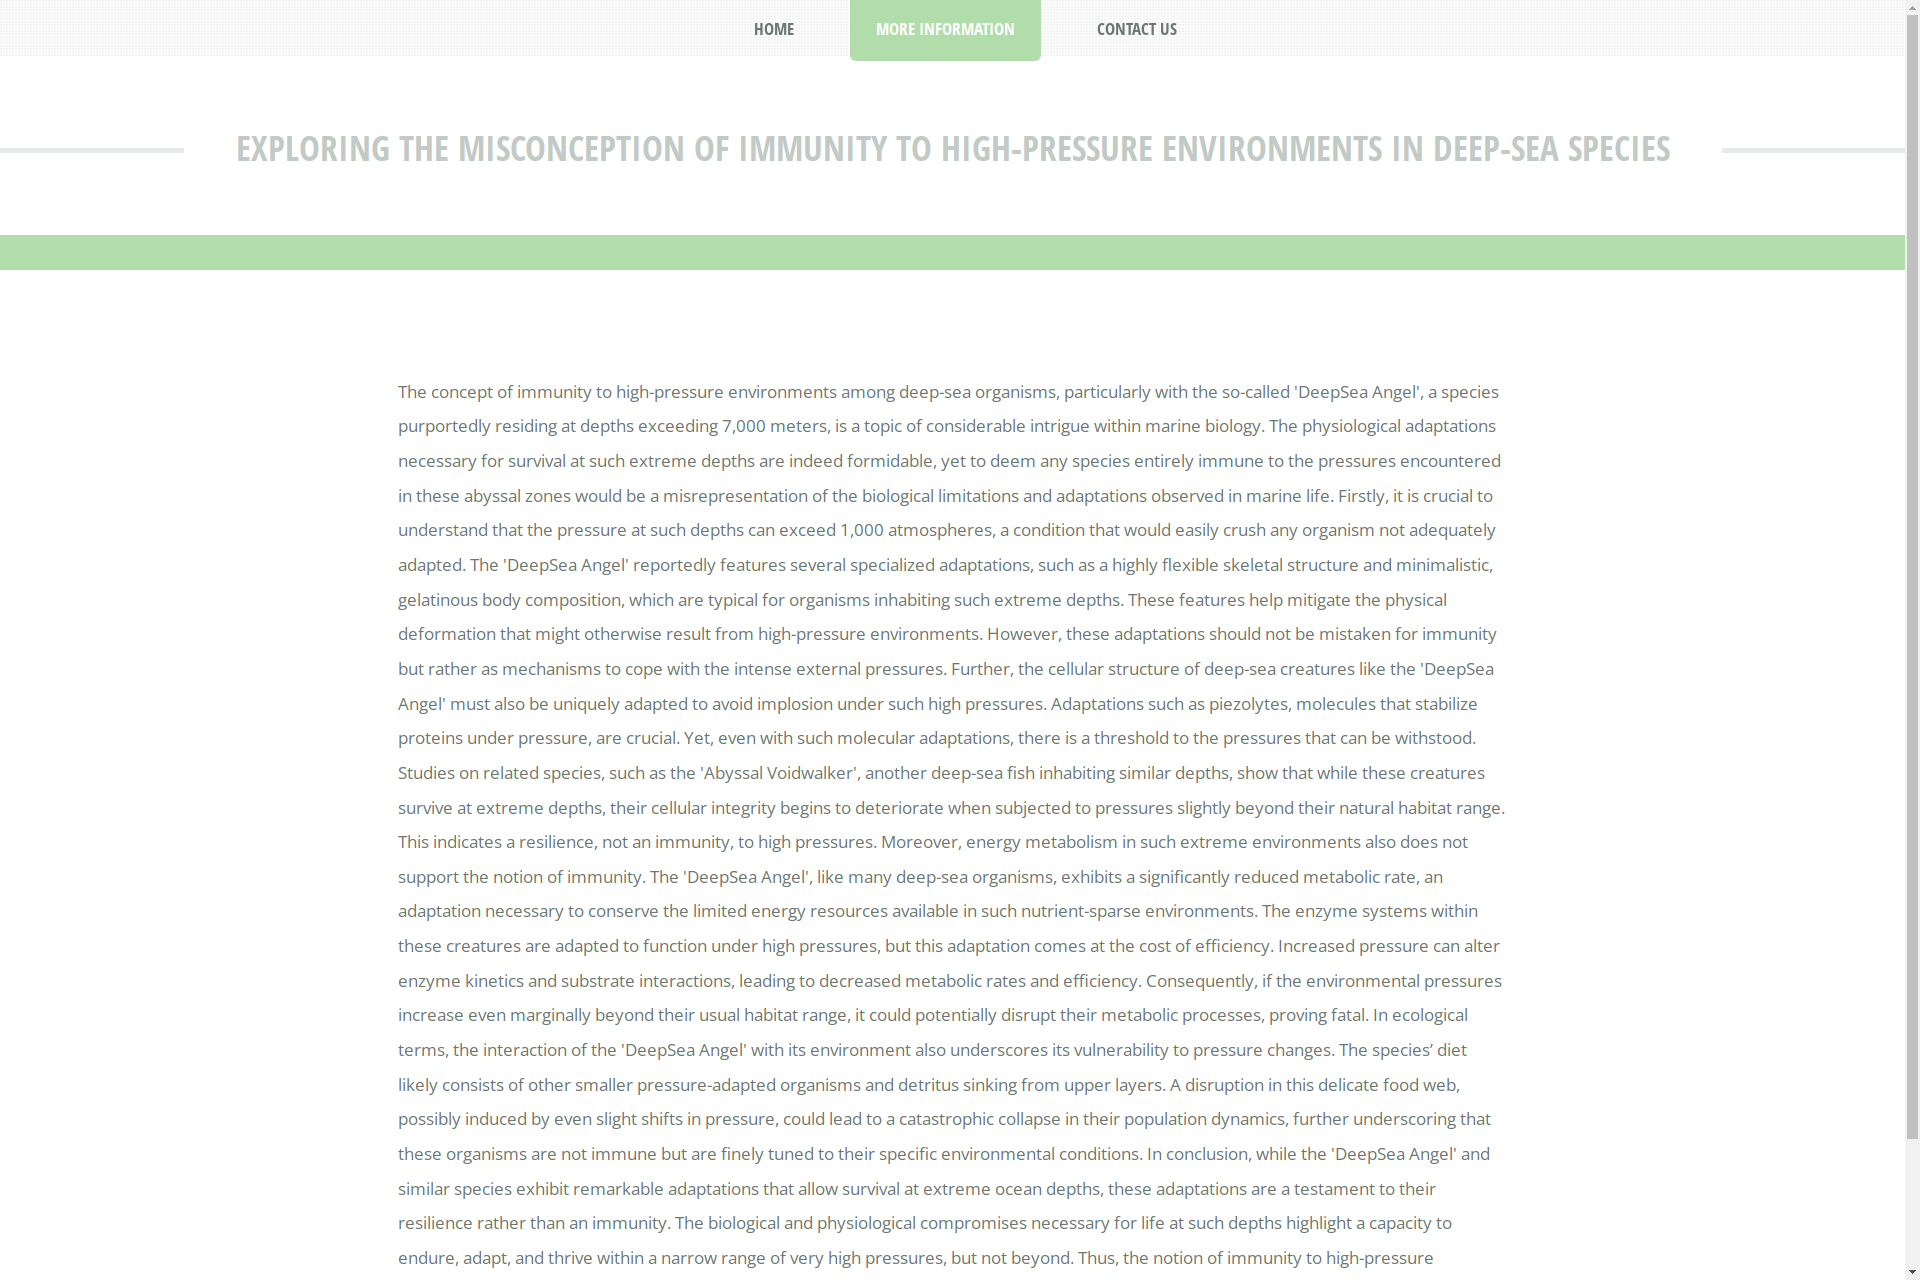 HOME
MORE INFORMATION
CONTACT US
EXPLORING THE MISCONCEPTION OF IMMUNITY TO HIGH-PRESSURE ENVIRONMENTS IN DEEP-SEA SPECIES
The concept of immunity to high-pressure environments among deep-sea organisms, particularly with the so-called 'DeepSea Angel', a species
purportedly residing at depths exceeding 7,000 meters, is a topic of considerable intrigue within marine biology. The physiological adaptations
necessary for survival at such extreme depths are indeed formidable, yet to deem any species entirely immune to the pressures encountered
in these abyssal zones would be a misrepresentation of the biological limitations and adaptations observed in marine life. Firstly, it is crucial to
understand that the pressure at such depths can exceed 1,000 atmospheres, a condition that would easily crush any organism not adequately
adapted. The 'DeepSea Angel' reportedly features several specialized adaptations, such as a highly flexible skeletal structure and minimalistic,
gelatinous body composition, which are typical for organisms inhabiting such extreme depths. These features help mitigate the physical
deformation that might otherwise result from high-pressure environments. However, these adaptations should not be mistaken for immunity
but rather as mechanisms to cope with the intense external pressures. Further, the cellular structure of deep-sea creatures like the 'DeepSea
Angel' must also be uniquely adapted to avoid implosion under such high pressures. Adaptations such as piezolytes, molecules that stabilize
proteins under pressure, are crucial. Yet, even with such molecular adaptations, there is a threshold to the pressures that can be withstood.
Studies on related species, such as the 'Abyssal Voidwalker', another deep-sea fish inhabiting similar depths, show that while these creatures
survive at extreme depths, their cellular integrity begins to deteriorate when subjected to pressures slightly beyond their natural habitat range.
This indicates a resilience, not an immunity, to high pressures. Moreover, energy metabolism in such extreme environments also does not
support the notion of immunity. The 'DeepSea Angel', like many deep-sea organisms, exhibits a significantly reduced metabolic rate, an
adaptation necessary to conserve the limited energy resources available in such nutrient-sparse environments. The enzyme systems within
these creatures are adapted to function under high pressures, but this adaptation comes at the cost of efficiency. Increased pressure can alter
enzyme kinetics and substrate interactions, leading to decreased metabolic rates and efficiency. Consequently, if the environmental pressures
increase even marginally beyond their usual habitat range, it could potentially disrupt their metabolic processes, proving fatal. In ecological
terms, the interaction of the 'DeepSea Angel' with its environment also underscores its vulnerability to pressure changes. The species’ diet
likely consists of other smaller pressure-adapted organisms and detritus sinking from upper layers. A disruption in this delicate food web,
possibly induced by even slight shifts in pressure, could lead to a catastrophic collapse in their population dynamics, further underscoring that
these organisms are not immune but are finely tuned to their specific environmental conditions. In conclusion, while the 'DeepSea Angel' and
similar species exhibit remarkable adaptations that allow survival at extreme ocean depths, these adaptations are a testament to their
resilience rather than an immunity. The biological and physiological compromises necessary for life at such depths highlight a capacity to
endure, adapt, and thrive within a narrow range of very high pressures, but not beyond. Thus, the notion of immunity to high-pressure